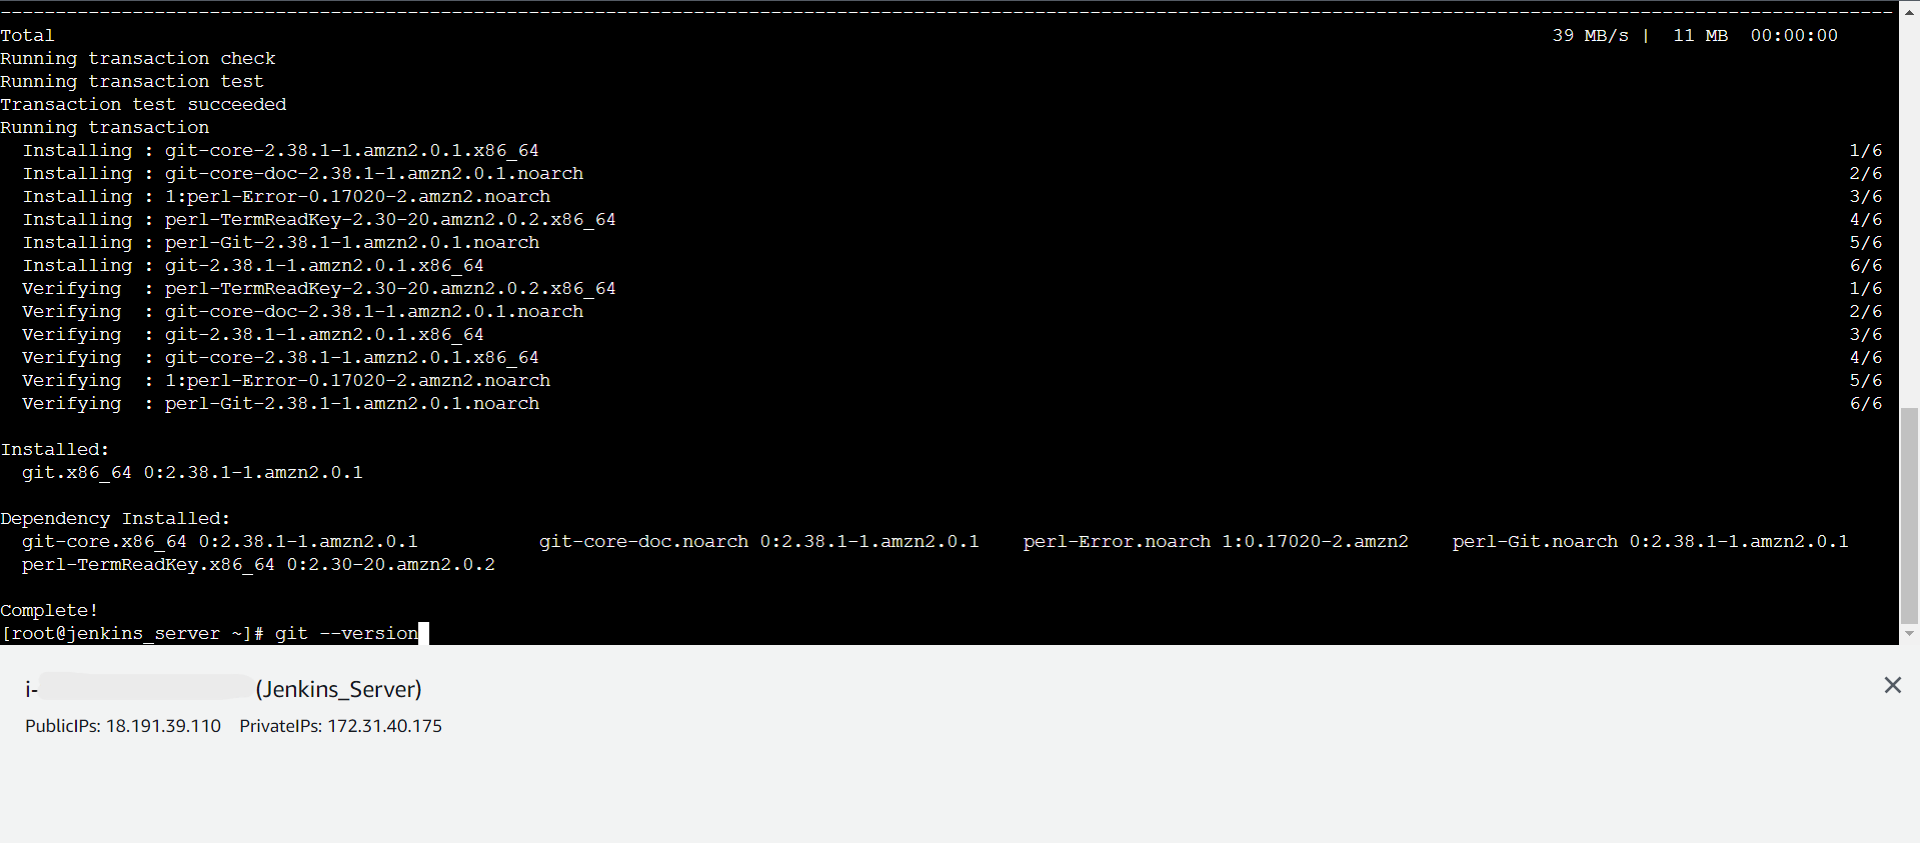 Total 39 MB/s | 11 MB 00:00:00
Running transaction check
Running transaction test
Transaction test succeeded
Running transaction
Installing : git-core-2.38.1-1.amzn2.0.1.x86_64 1/6
Installing : git-core-doc-2.38.1-1.amzn2.0.1.noarch 2/6
Installing : 1:perl-Error-0.17020-2.amzn2.noarch 3/6
Installing : perl-TermReadKey-2.30-20.amzn2.0.2.x86_64 4/6
Installing : perl-Git-2.38.1-1.amzn2.0.1.noarch 5/6
Installing : git-2.38.1-1.amzn2.0.1.x86_64 6/6
Verifying : perl-TermReadKey-2.30-20.amzn2.0.2.x86_64 1/6
Verifying : git-core-doc-2.38.1-1.amzn2.0.1.noarch 2/6
Verifying : git-2.38.1-1.amzn2.0.1.x86_64 3/6
Verifying : git-core-2.38.1-1.amzn2.0.1.x86_64 4/6
Verifying : 1:perl-Error-0.17020-2.amzn2.noarch 5/6
Verifying : perl-Git-2.38.1-1.amzn2.0.1.noarch 6/6
Installed:
git.x86_64 0:2.38.1-1.amzn2.0.1
Dependency Installed:
git-core.x86_64 0:2.38.1-1.amzn2.0.1 git-core-doc.noarch 0:2.38.1-1.amzn2.0.1 perl-Error.noarch 1:0.17020-2.amzn2 perl-Git.noarch 0:2.38.1-1.amzn2.0.1
perl-TermReadKey.x86_64 0:2.30-20.amzn2.0.2
Complete!
[root@jenkins_server ~]# git --version
i- (Jenkins_Server)
PublicIPs: 18.191.39.110 PrivateIPs: 172.31.40.175